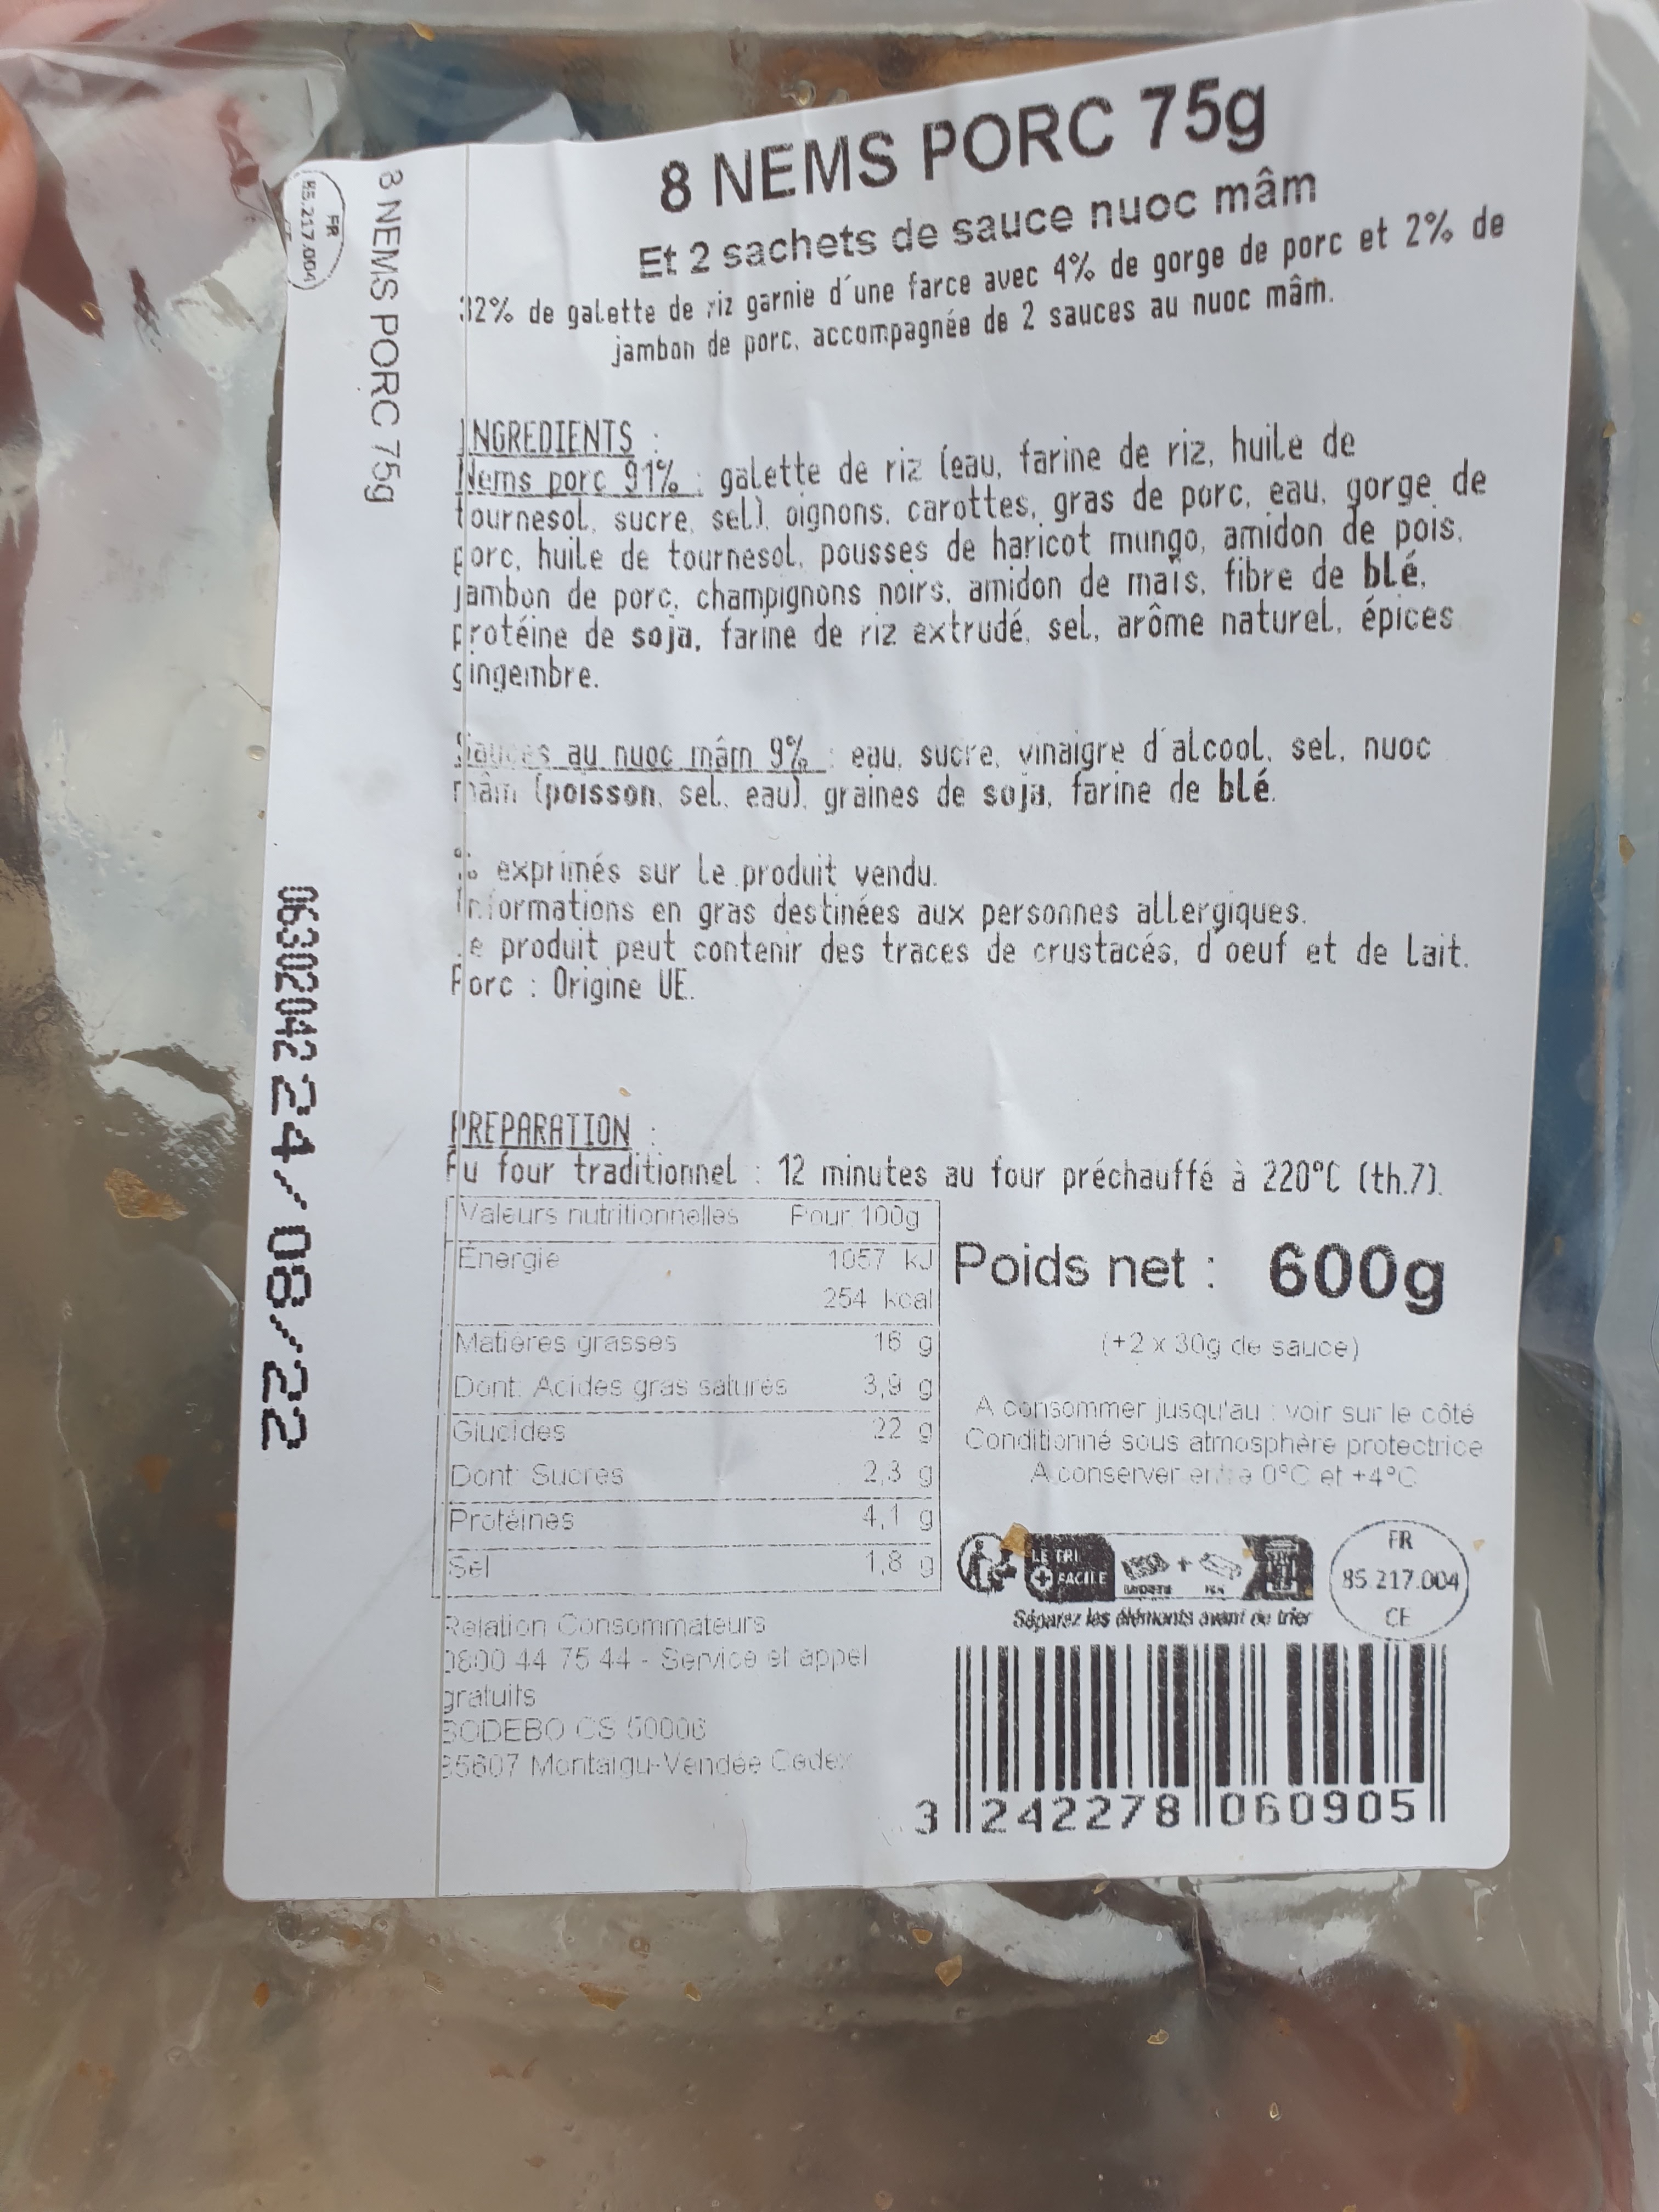 8 NEMS PORC 75g
Et 2 sachets de sauce nuoc mâm
32% de galette de riz garnie d'une farce avec 4% de gorge de porc et 2% de
jambon de porc, accompagnée de 2 sauces au nuoc mâm.
INGREDIENTS :
Nems porc 91% : galette de riz (eau, farine de riz, huile de
tournesol, sucre, sel), oignons, carottes, gras de porc, eau, gorge de
porc, huile de tournesol, pousses de haricot mungo, amidon de pois,
jambon de porc, champignons noirs, amidon de maïs, fibre de blé,
protéine de soja, farine de riz extrudé, sel, arôme naturel, épices
gingembre.
Sauces au nuoc mâm 9% : eau, sucre, vinaigre d'alcool, sel, nuoc
mâm (poisson, sel, eau), graines de soja, farine de blé.
% exprimés sur le produit vendu.
Informations en gras destinées aux personnes allergiques.
Le produit peut contenir des traces de crustacés, d'oeuf et de lait.
Porc : Origine UE.
PREPARATION :
Au four traditionnel : 12 minutes au four préchauffé à 220°C (th.7).
Valeurs nutritionnelles Pour 100g
Energie 1057 kJ
254 kcal
Matières grasses 16 g
Dont: Acides gras saturés 3,9 g
Glucides 22 g
Dont: Sucres 2,3 g
Protéines 4,1 g
Sel 1,8 g
Poids net : 600g
(+2 x 30g de sauce)
A consommer jusqu'au : voir sur le côté
Conditionné sous atmosphère protectrice
A conserver entre 0°C et +4°C
LE TRI
+ FACILE
Séparez les éléments avant de trier
FR
85.217.004
CE
Relation Consommateurs
0800 44 75 44 - Service et appel
gratuits
SODEBO CS 50006
85607 Montaigu-Vendée Cedex
3 242278 060905
8 NEMS PORC 75g
FR
85.217.004
06302042 24/08/22